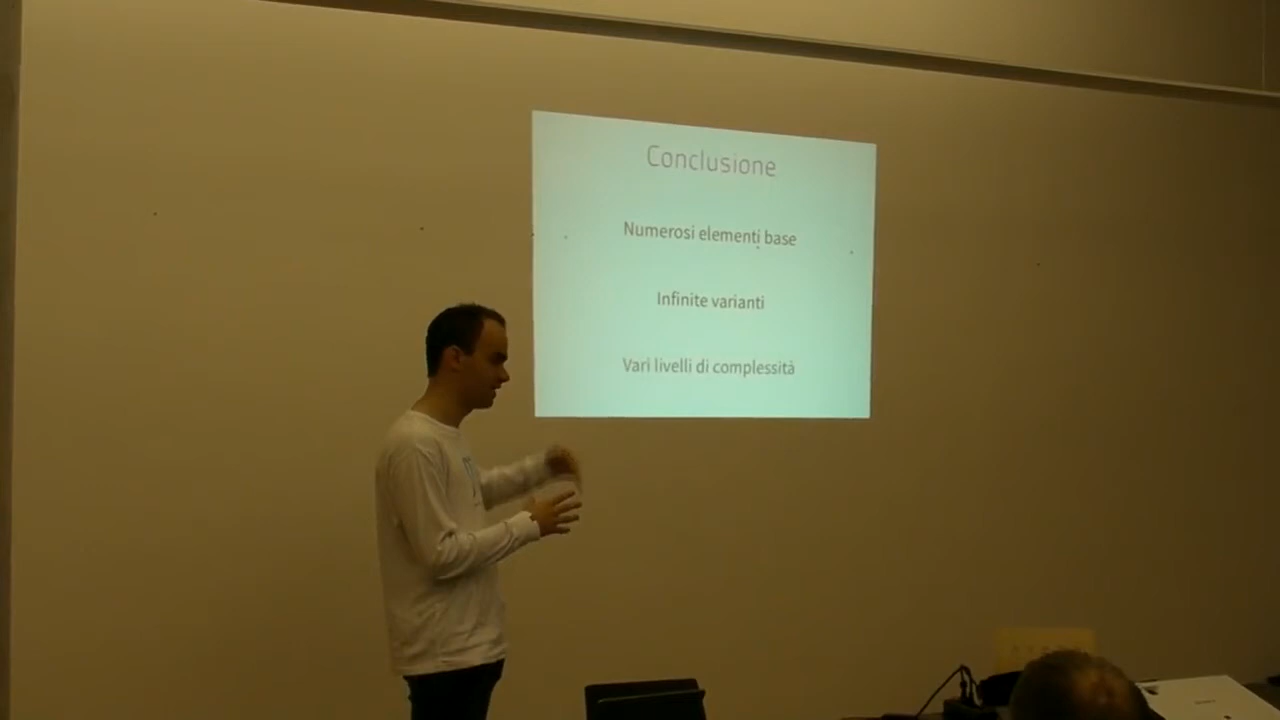 Conclusione
Numerosi elementi base
Infinite varianti
Vari livelli di complessità